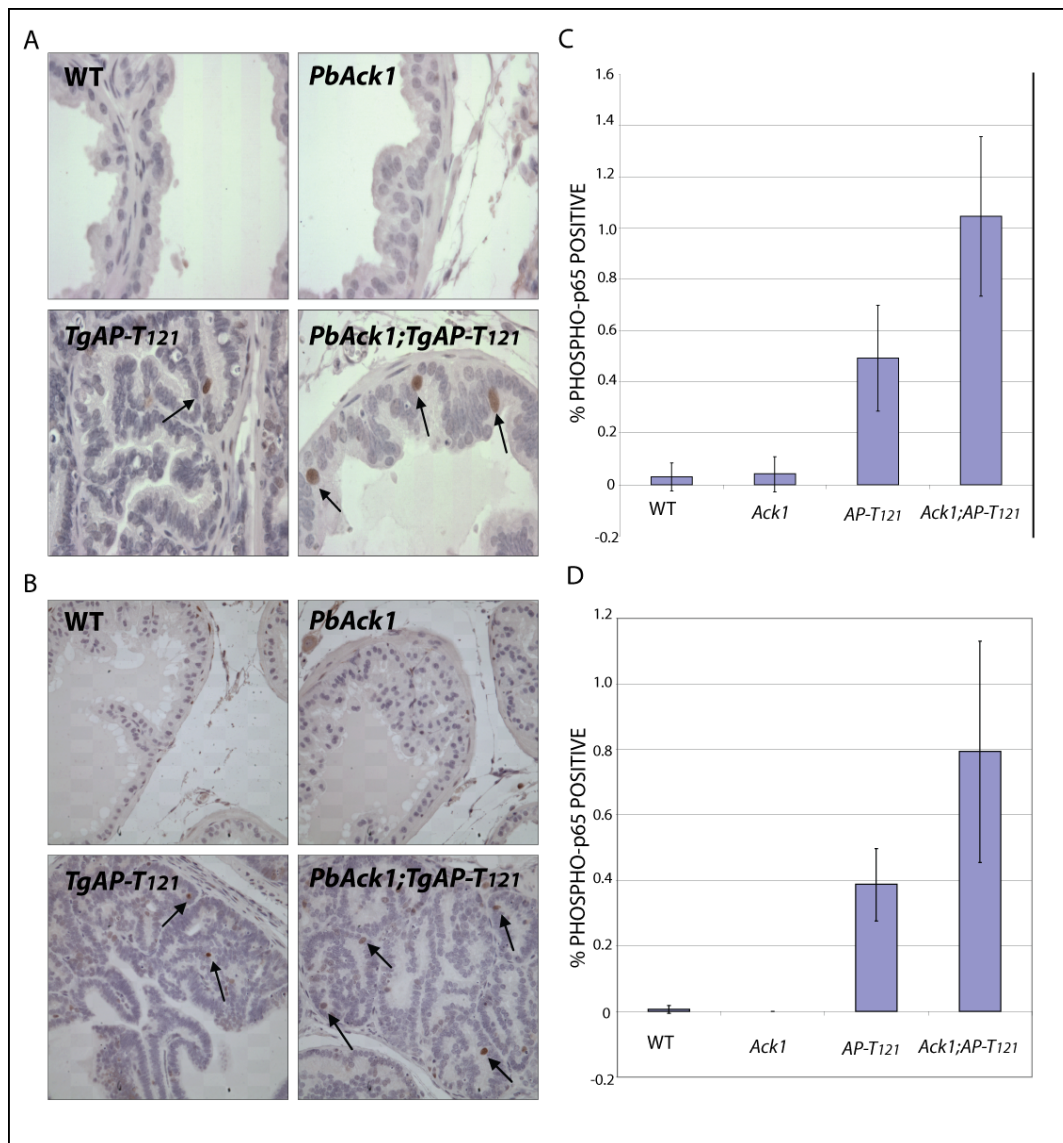 A
WT
PbAck1
TgAP-T121
PbAck1;TgAP-T121
B
WT
PbAck1
TgAP-T121
PbAck1;TgAP-T121
C
% PHOSPHO-p65 POSITIVE
1.6
1.4
1.2
1.0
0.8
0.6
0.4
0.2
0
-0.2
WT
Ack1
AP-T121
Ack1;AP-T121
D
% PHOSPHO-p65 POSITIVE
1.2
1.0
0.8
0.6
0.4
0.2
0
-0.2
WT
Ack1
AP-T121
Ack1;AP-T121